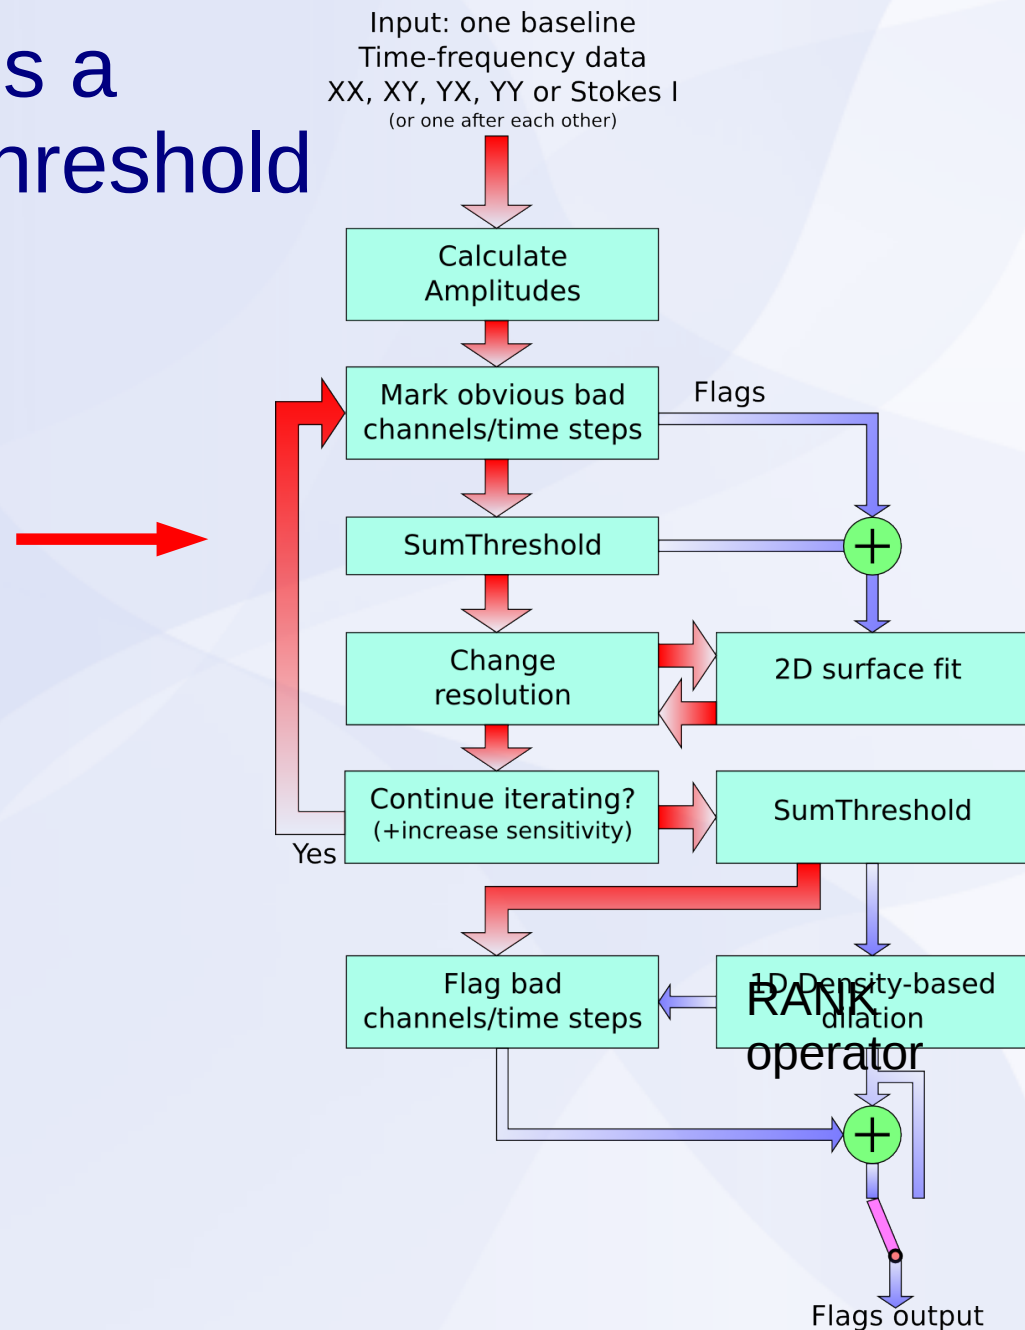 s a
hreshold
Input: one baseline
Time-frequency data
XX, XY, YX, YY or Stokes I
(or one after each other)
Calculate
Amplitudes
Mark obvious bad
channels/time steps
Flags
SumThreshold
+
Change
resolution
2D surface fit
Continue iterating?
(+increase sensitivity)
Yes
SumThreshold
Flag bad
channels/time steps
1D Density-based
dilation
RANK
operator
+
Flags output